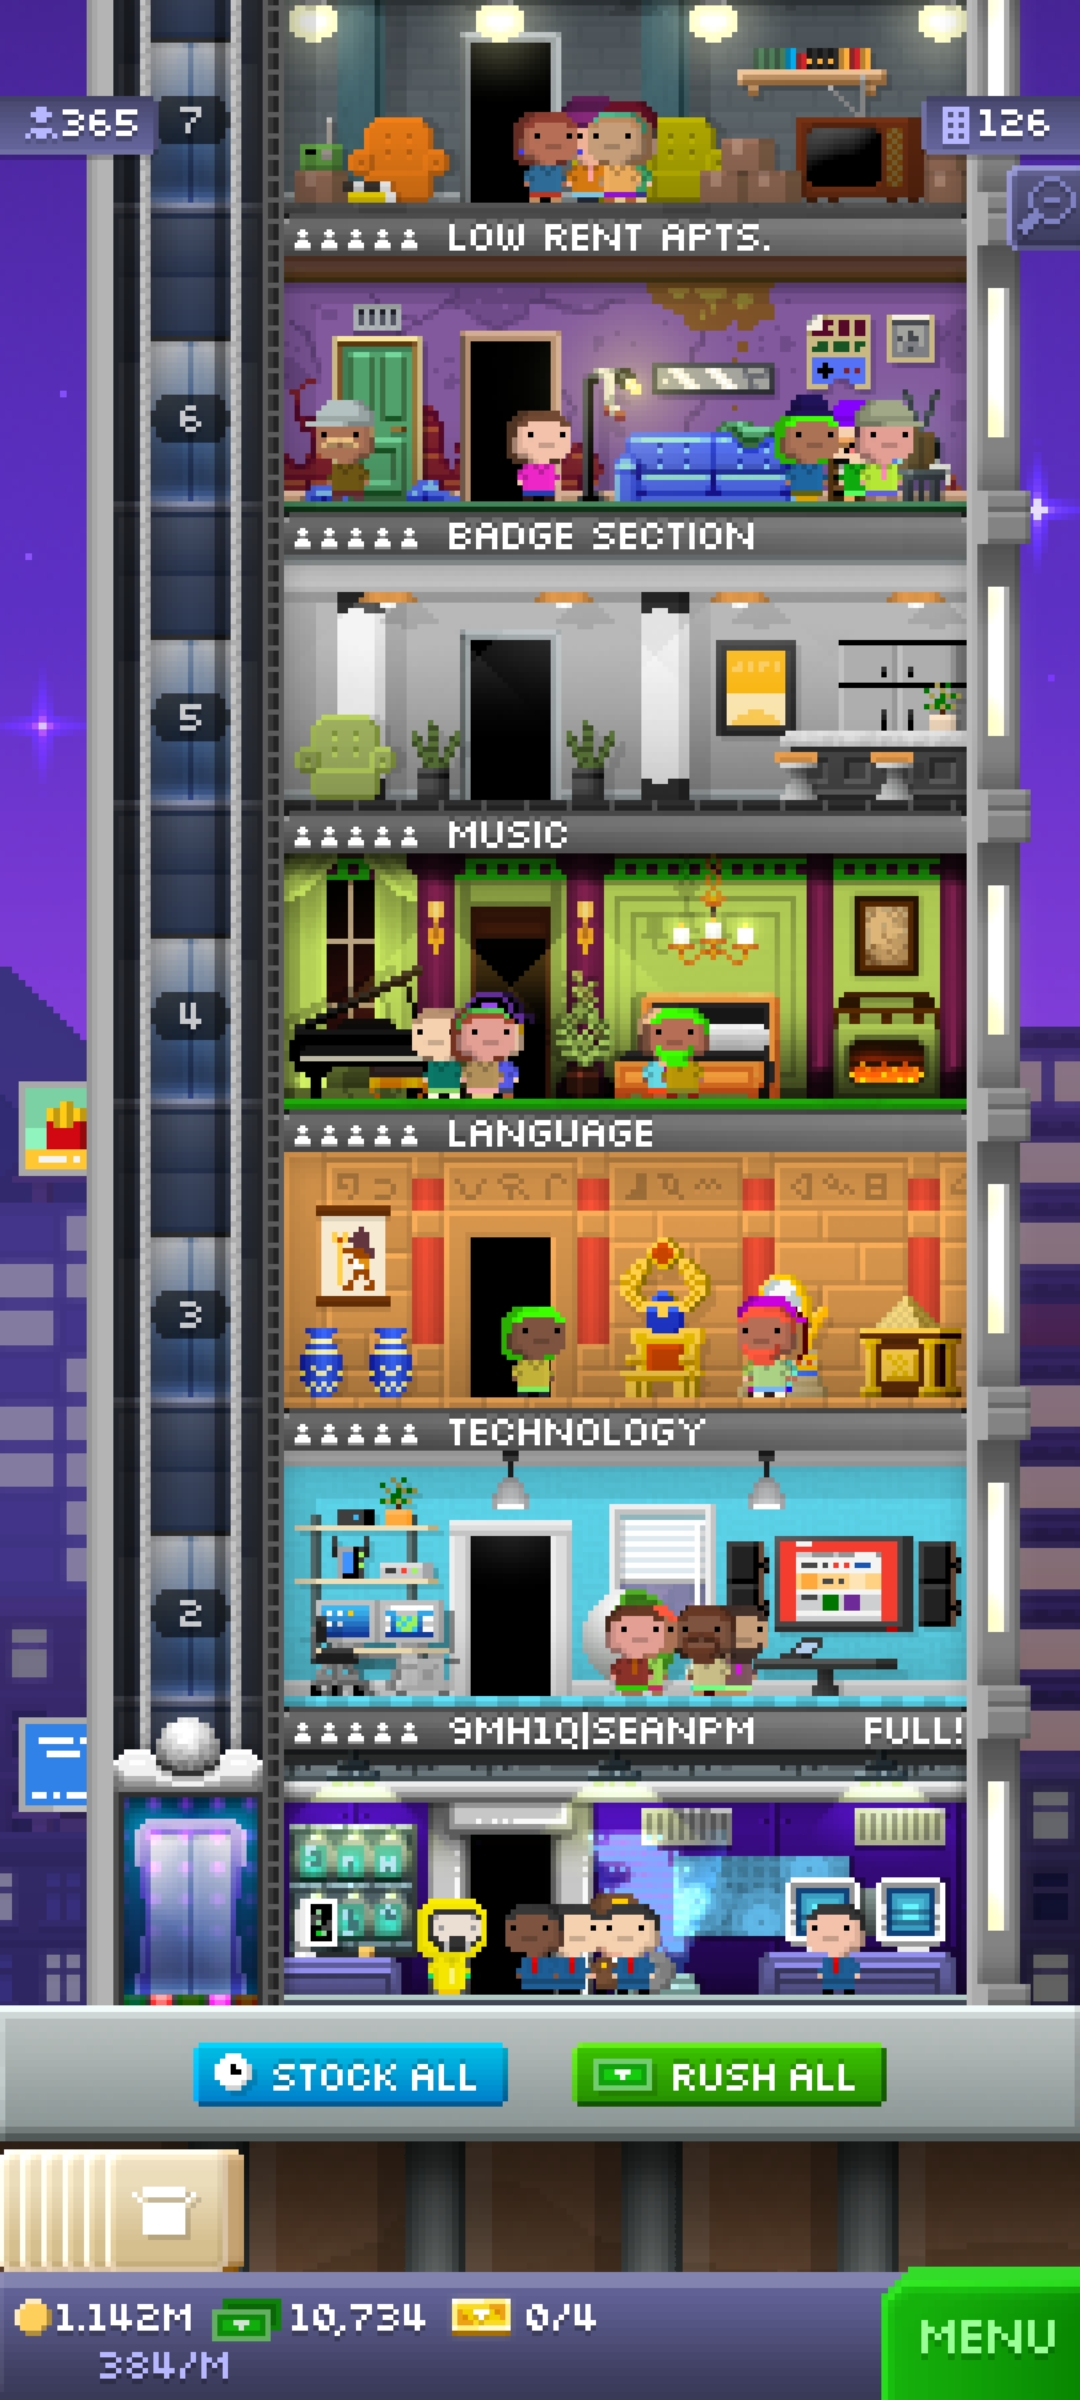 365
7
126
LOW RENT APTS.
6
BADGE SECTION
5
MUSIC
4
LANGUAGE
3
TECHNOLOGY
2
9MH1Q|SEANPM FULL!
STOCK ALL
RUSH ALL
1.142M
10,734
0/4
384/M
MENU